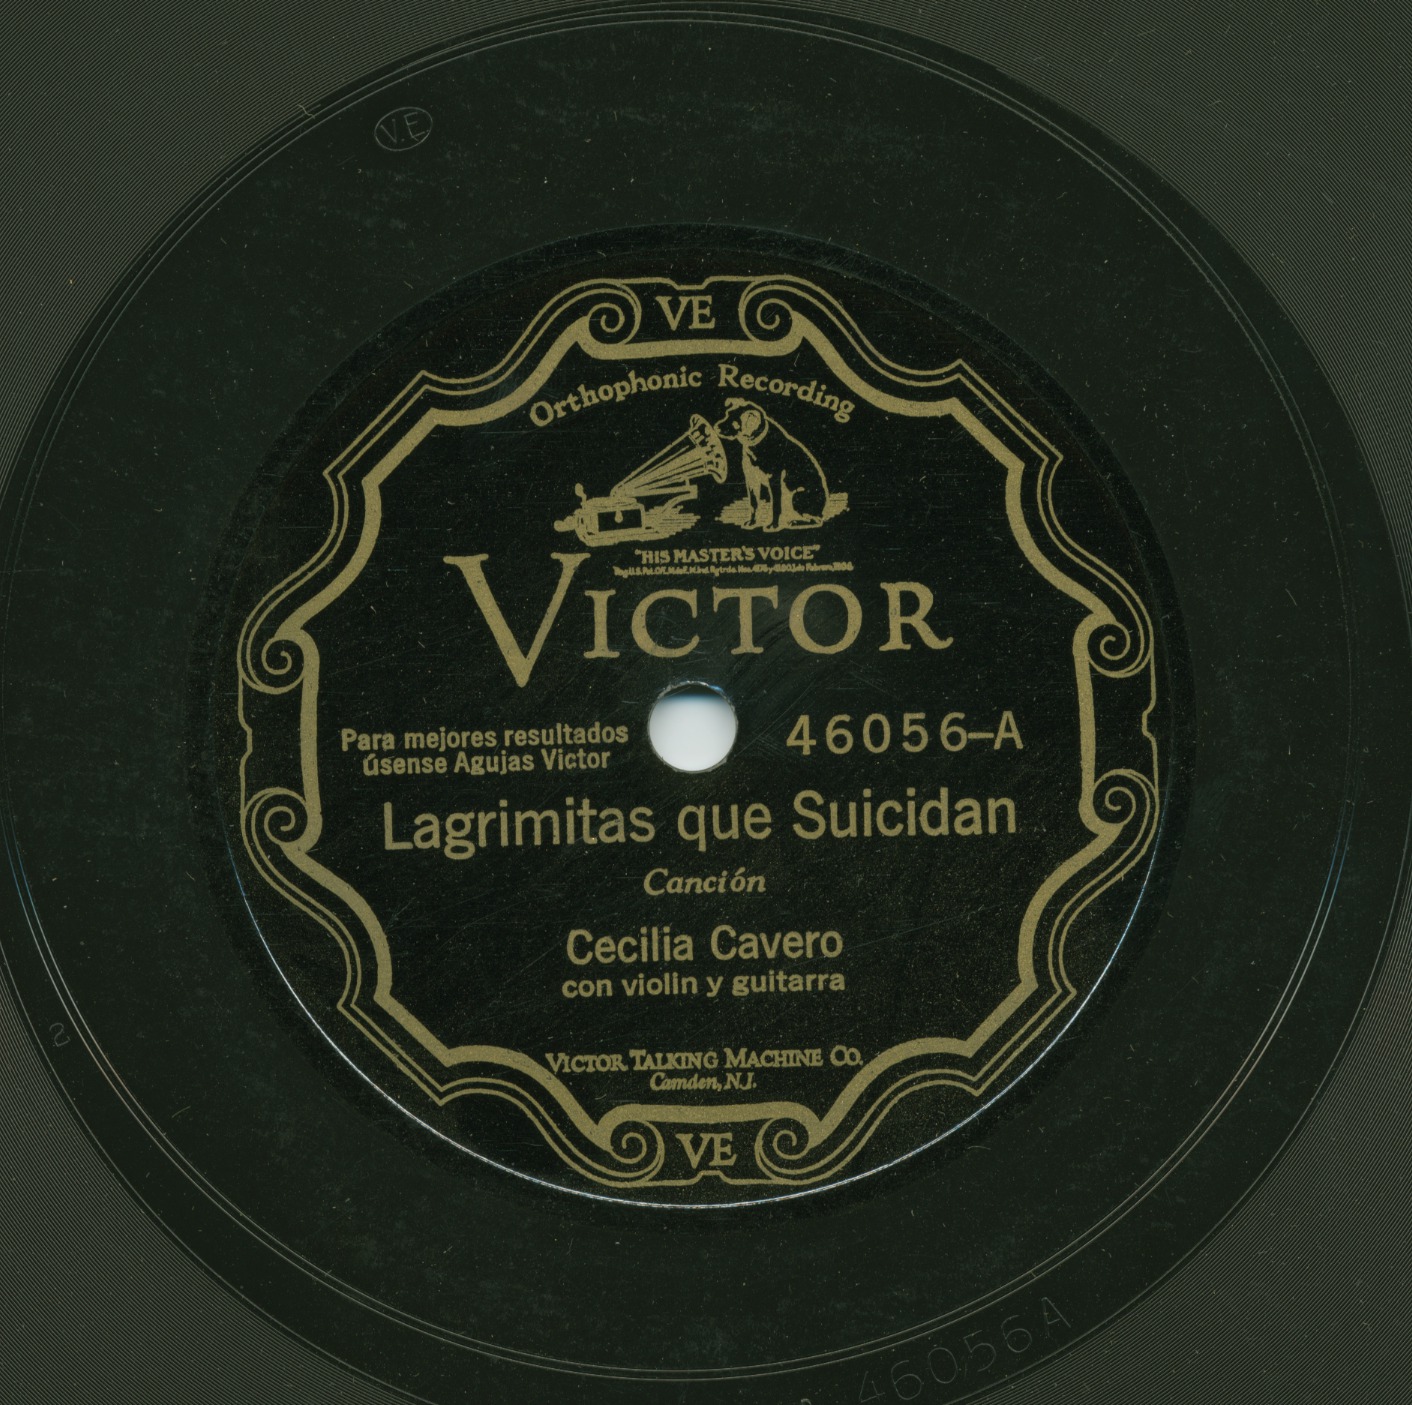 V.E
VE
Orthophonic Recording
"HIS MASTER'S VOICE"
VICTOR
Para mejores resultados
úsense Agujas Victor
46056–A
Lagrimitas que Suicidan
Canción
Cecilia Cavero
con violin y guitarra
VICTOR TALKING MACHINE CO.
Camden, N.J.
VE
2
46056A